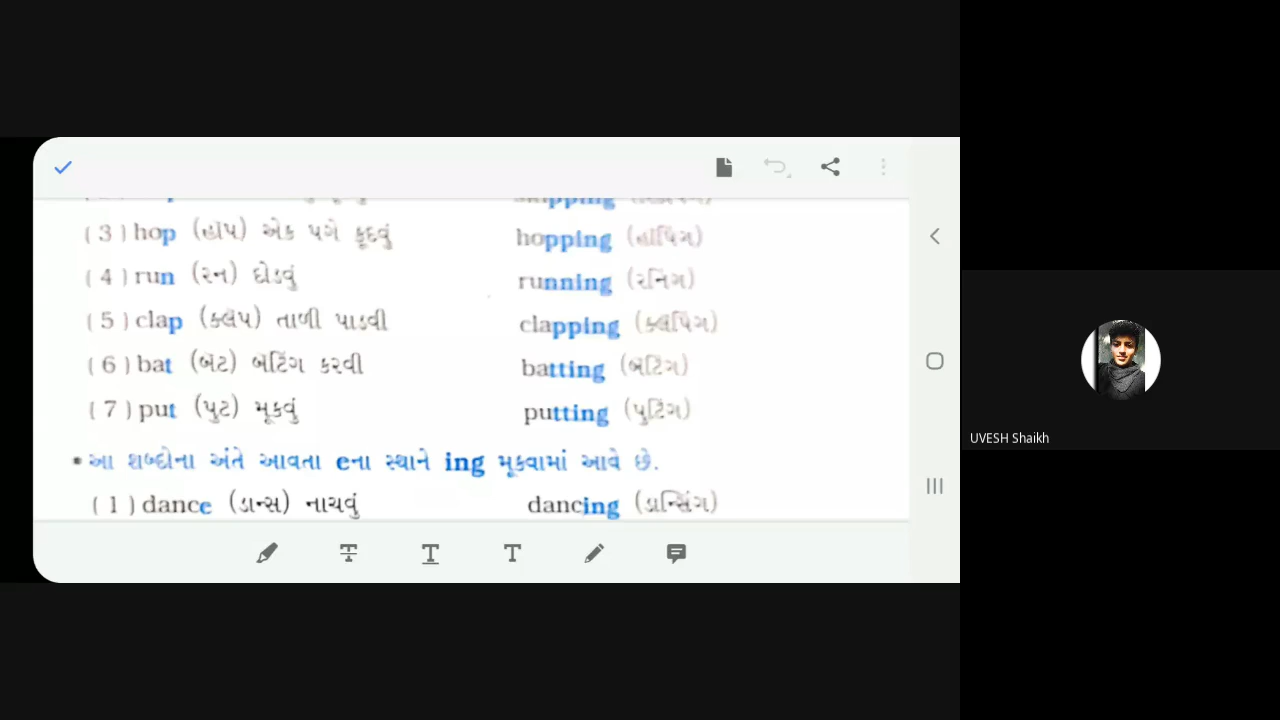 ( 3 ) hop (હૉપ) એક પગે કૂદવું hopping (હૉપિંગ)
( 4 ) run (રન) દોડવું running (રનિંગ)
( 5 ) clap (ક્લૅપ) તાળી પાડવી clapping (ક્લૅપિંગ)
( 6 ) bat (બૅટ) બૅટિંગ કરવી batting (બૅટિંગ)
( 7 ) put (પુટ) મૂકવું putting (પુટિંગ)
• આ શબ્દોના અંતે આવતા eના સ્થાને ing મૂકવામાં આવે છે.
( 1 ) dance (ડાન્સ) નાચવું dancing (ડાન્સિંગ)
UVESH Shaikh